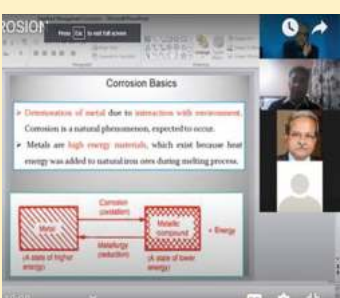 ROSION
Press Esc to exit full screen
Corrosion Basics
➢ Deterioration of metal due to interaction with environment.
Corrosion is a natural phenomenon, expected to occur.
➢ Metals are high energy materials, which exist because heat
energy was added to natural iron ores during melting process.
Corrosion
(oxidation)
Metal
Metallic
compound
+ Energy
Metallurgy
(reduction)
(A state of higher
energy)
(A state of lower
energy)